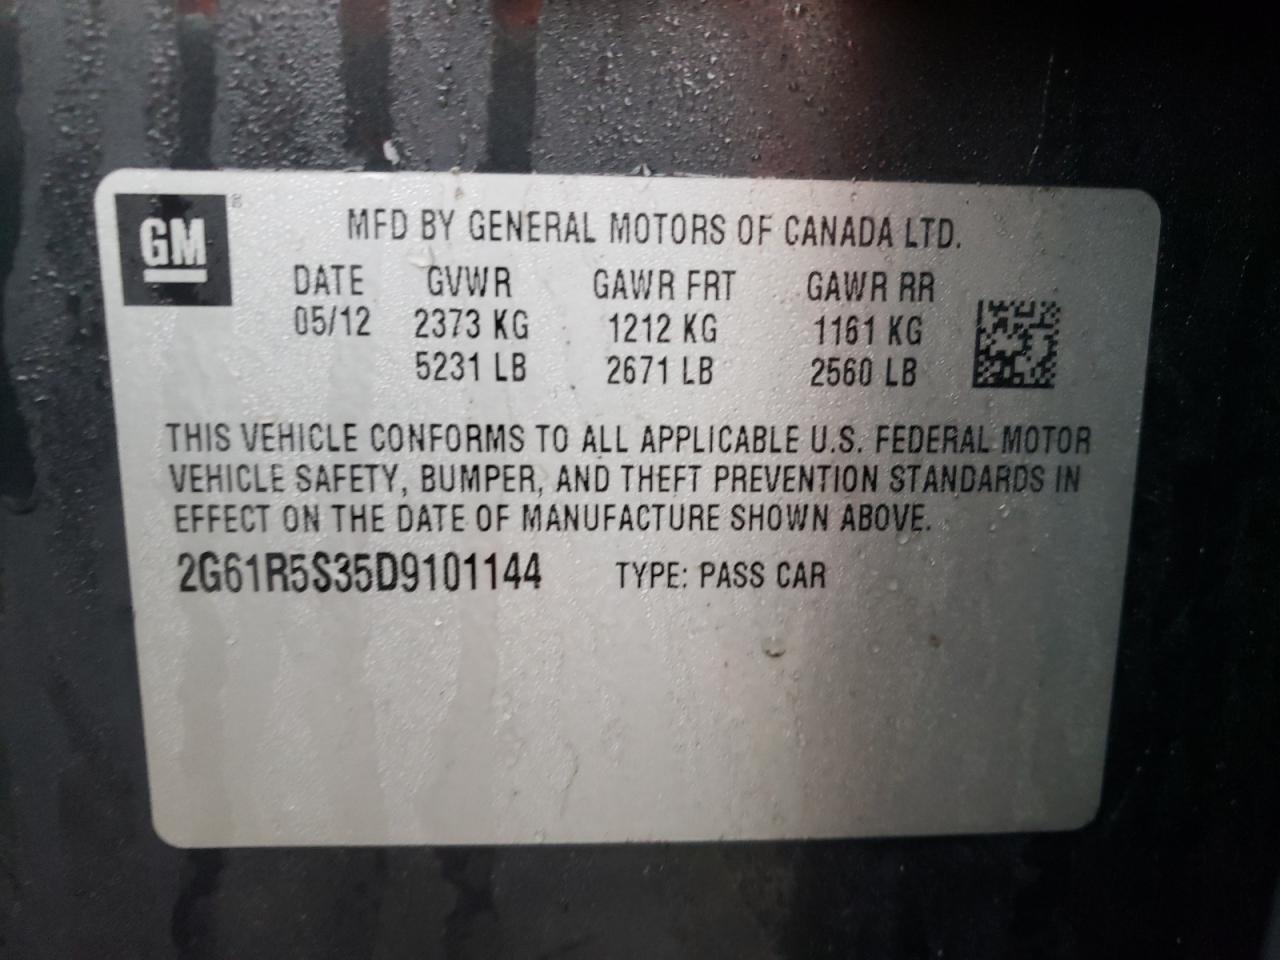 GM ®
MFD BY GENERAL MOTORS OF CANADA LTD.
DATE GVWR GAWR FRT GAWR RR
05/12 2373 KG 1212 KG 1161 KG
5231 LB 2671 LB 2560 LB
THIS VEHICLE CONFORMS TO ALL APPLICABLE U.S. FEDERAL MOTOR
VEHICLE SAFETY, BUMPER, AND THEFT PREVENTION STANDARDS IN
EFFECT ON THE DATE OF MANUFACTURE SHOWN ABOVE.
2G61R5S35D9101144 TYPE: PASS CAR